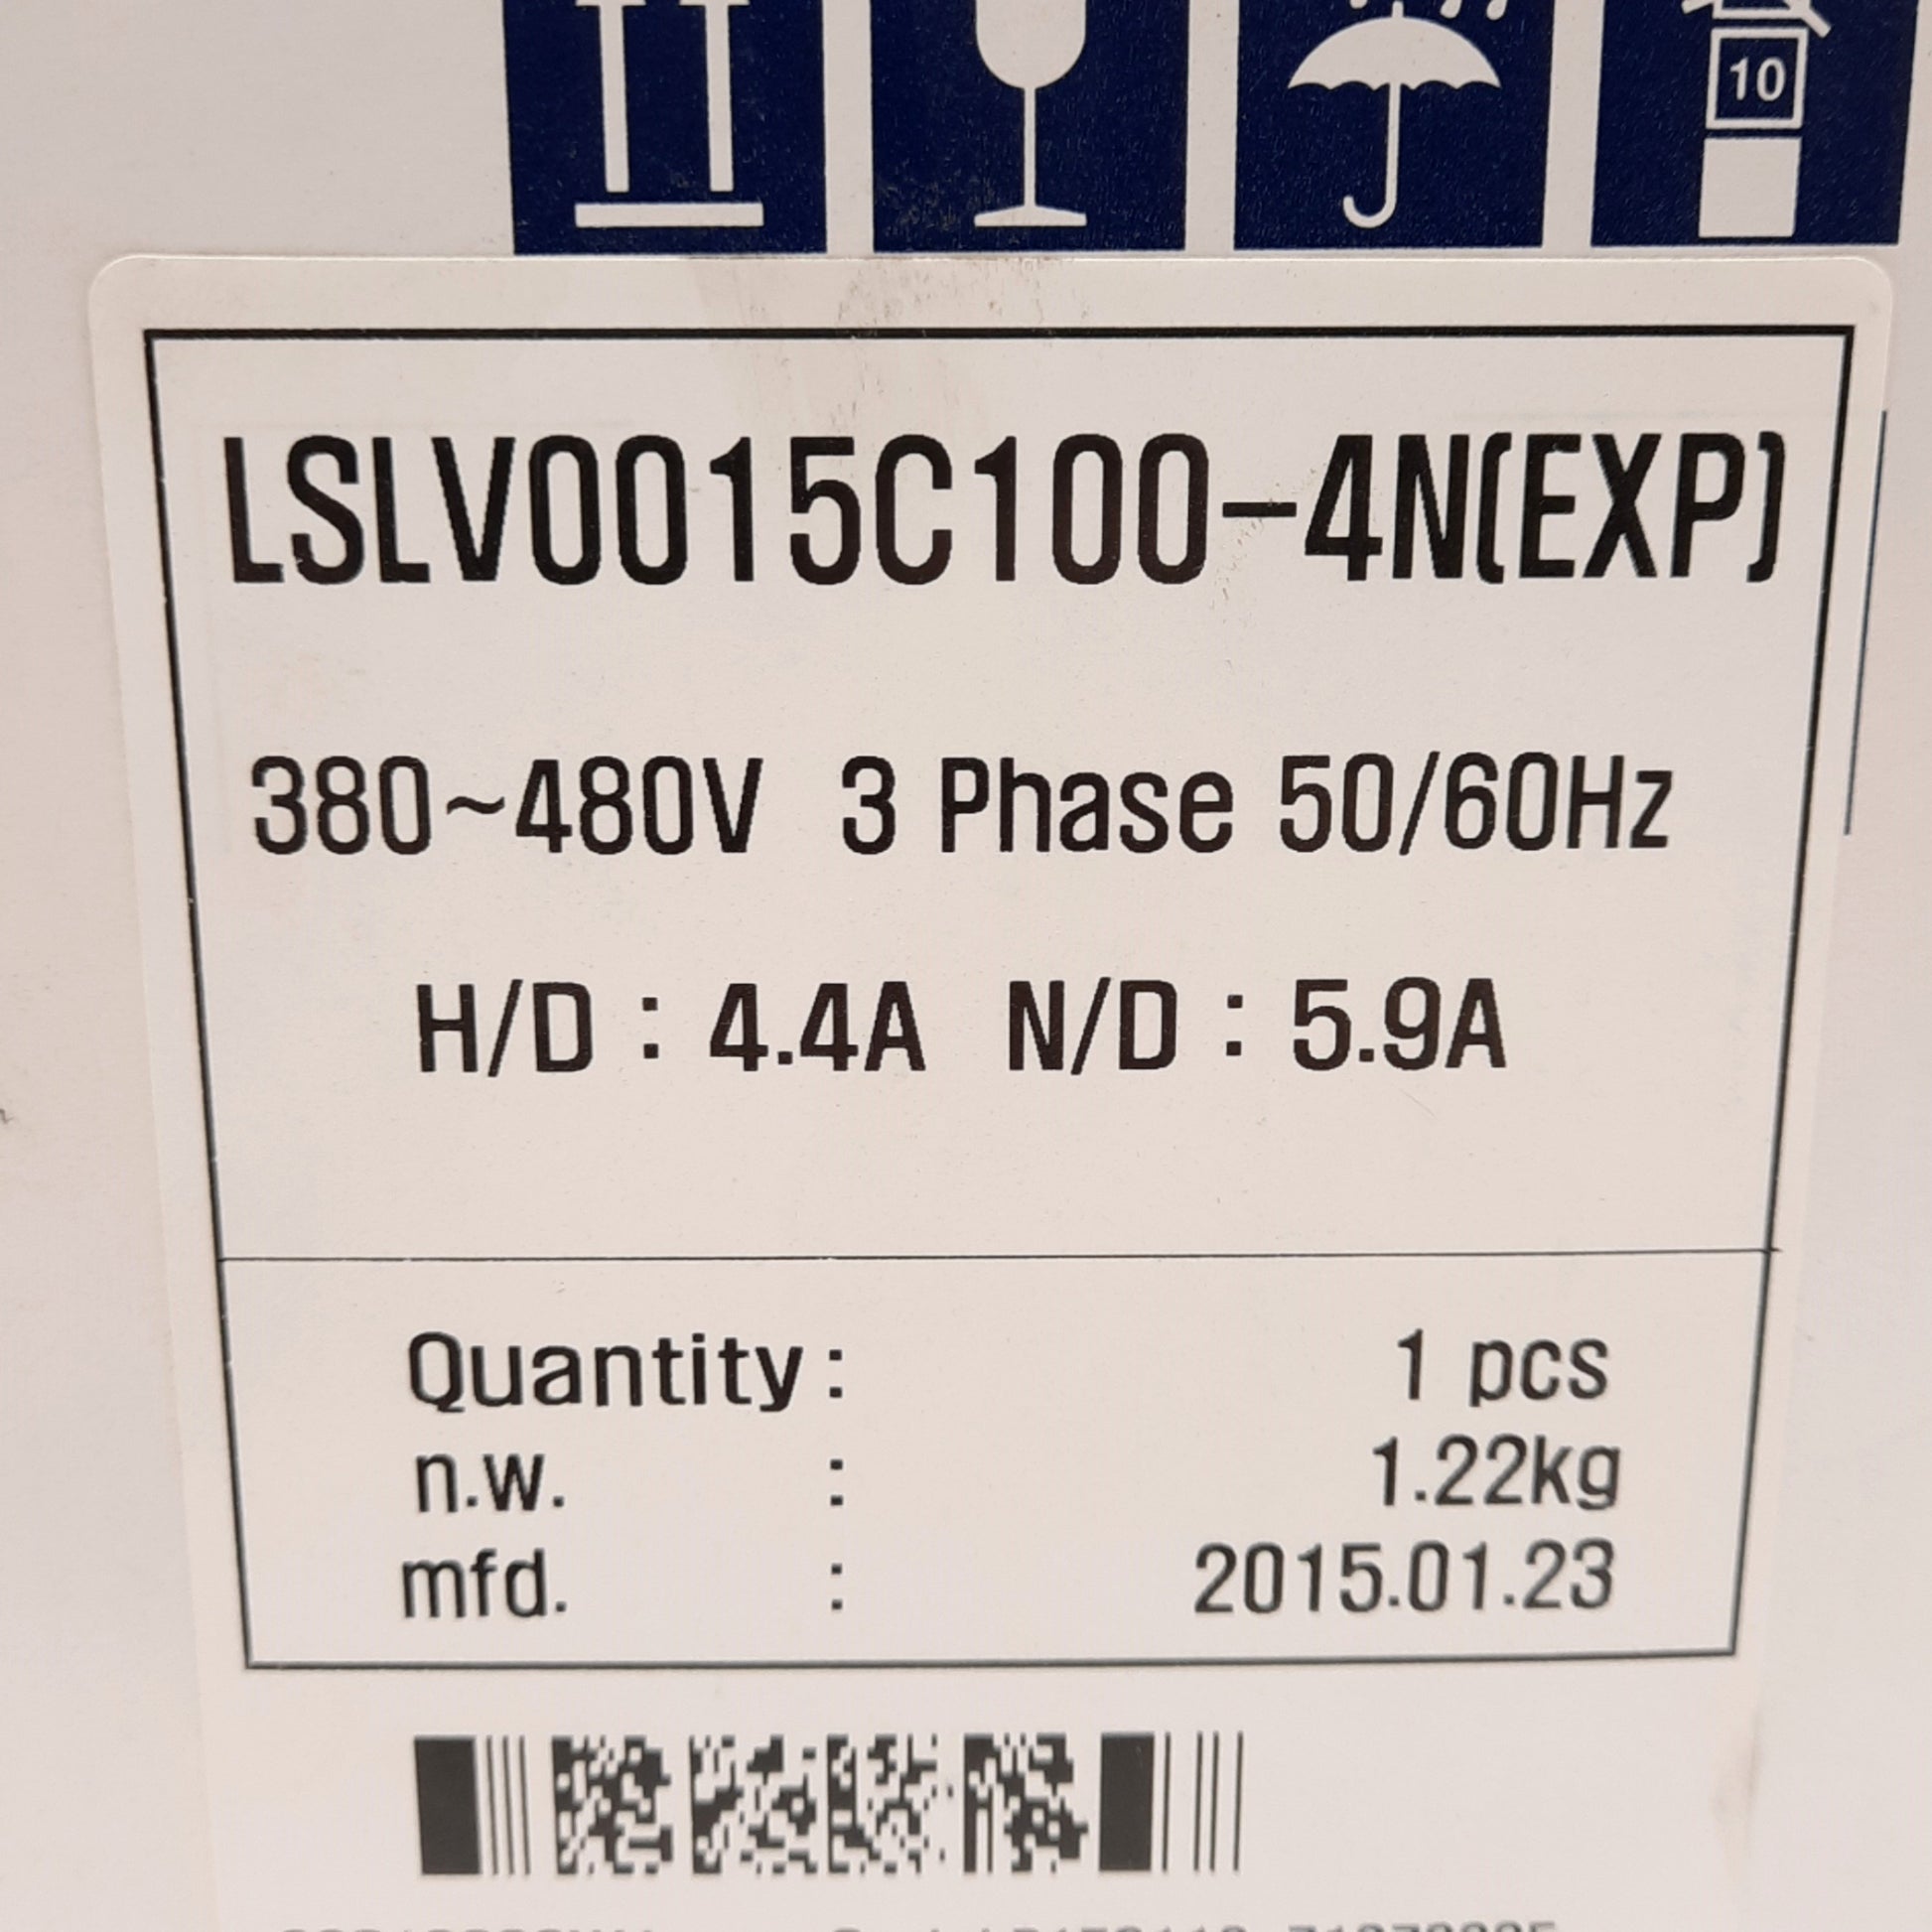 10
LSLV0015C100-4N(EXP)
380~480V 3 Phase 50/60Hz
H/D : 4.4A N/D : 5.9A
Quantity : 1 pcs
n.w. : 1.22kg
mfd. : 2015.01.23